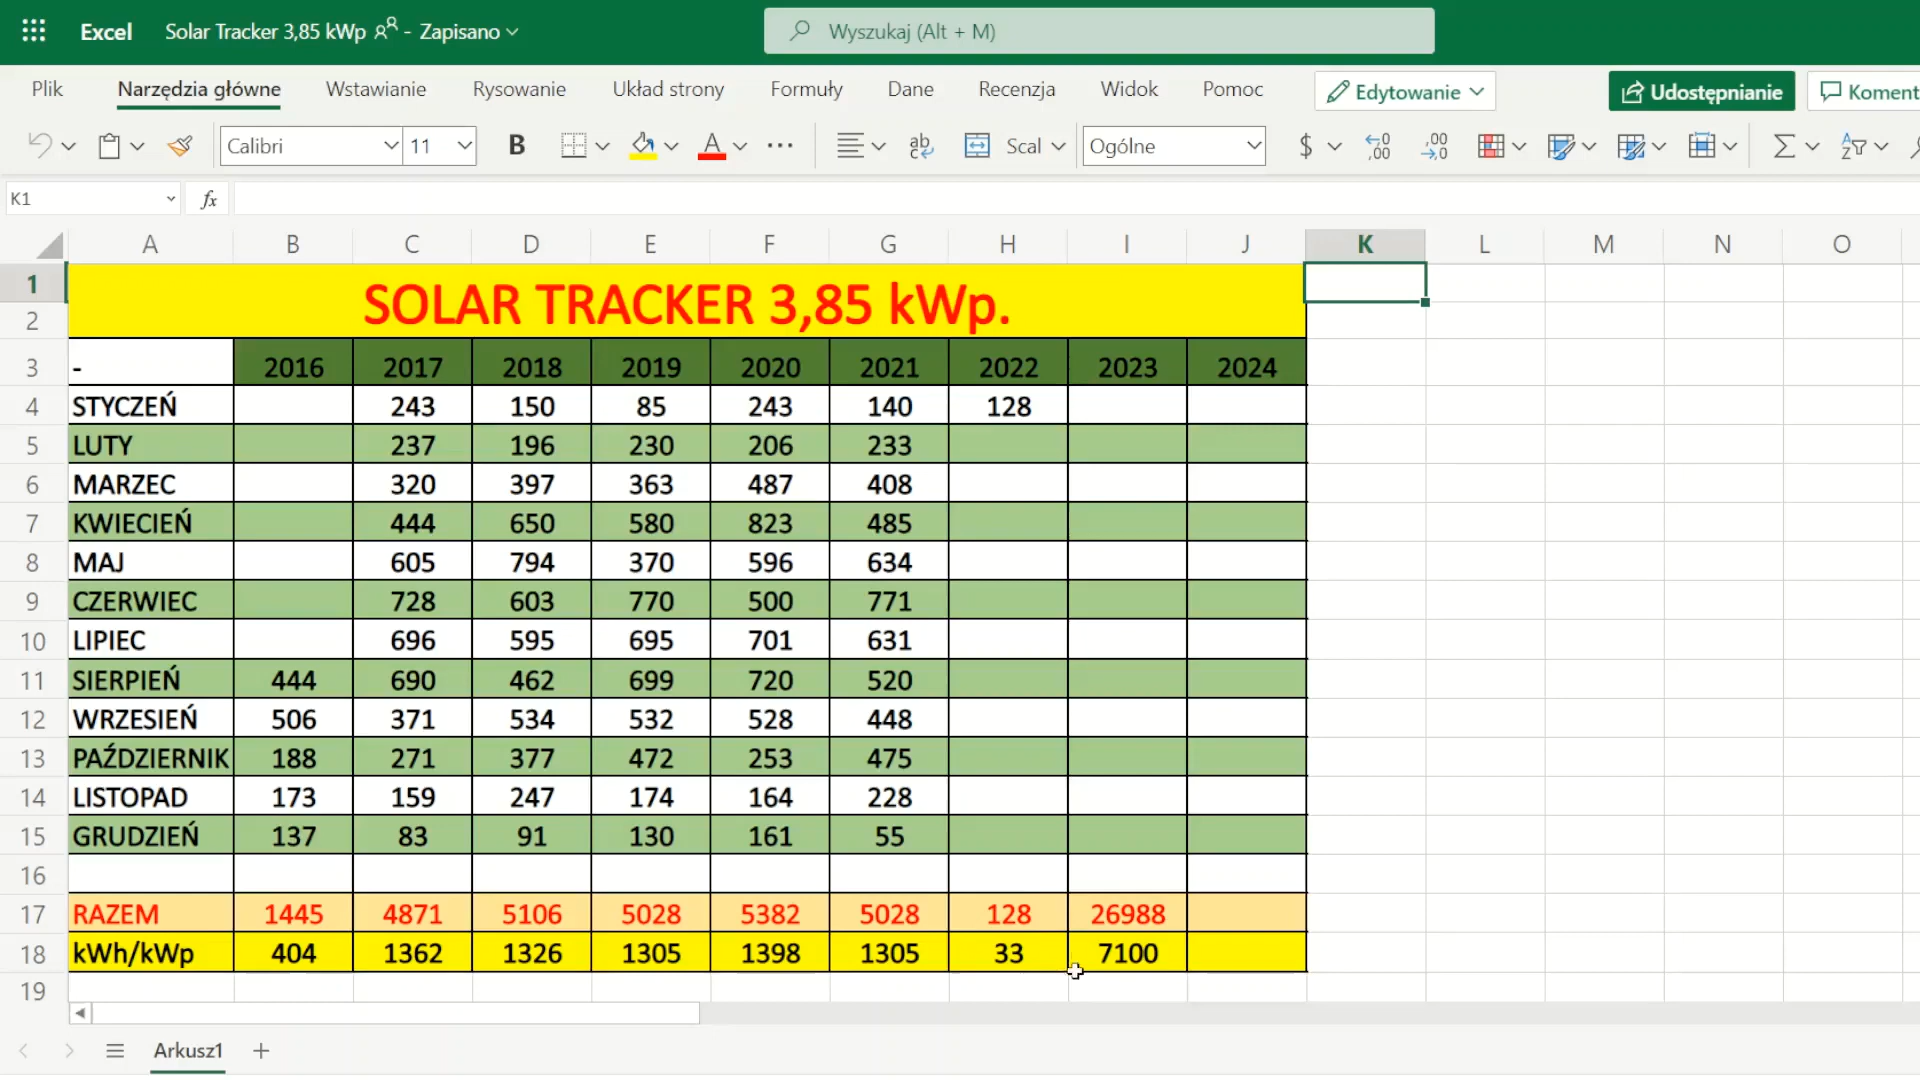 Excel Solar Tracker 3,85 kWp - Zapisano Wyszukaj (Alt + M)
Plik Narzędzia główne Wstawianie Rysowanie Układ strony Formuły Dane Recenzja Widok Pomoc Edytowanie Udostępnianie Koment
Calibri 11 B A ab c Scal Ogólne $ ,00 ,00 ,0
K1 fx
A B C D E F G H I J K L M N O
1 SOLAR TRACKER 3,85 kWp.
2
3 - 2016 2017 2018 2019 2020 2021 2022 2023 2024
4 STYCZEŃ 243 150 85 243 140 128
5 LUTY 237 196 230 206 233
6 MARZEC 320 397 363 487 408
7 KWIECIEŃ 444 650 580 823 485
8 MAJ 605 794 370 596 634
9 CZERWIEC 728 603 770 500 771
10 LIPIEC 696 595 695 701 631
11 SIERPIEŃ 444 690 462 699 720 520
12 WRZESIEŃ 506 371 534 532 528 448
13 PAŹDZIERNIK 188 271 377 472 253 475
14 LISTOPAD 173 159 247 174 164 228
15 GRUDZIEŃ 137 83 91 130 161 55
16
17 RAZEM 1445 4871 5106 5028 5382 5028 128 26988
18 kWh/kWp 404 1362 1326 1305 1398 1305 33 7100
19
Arkusz1